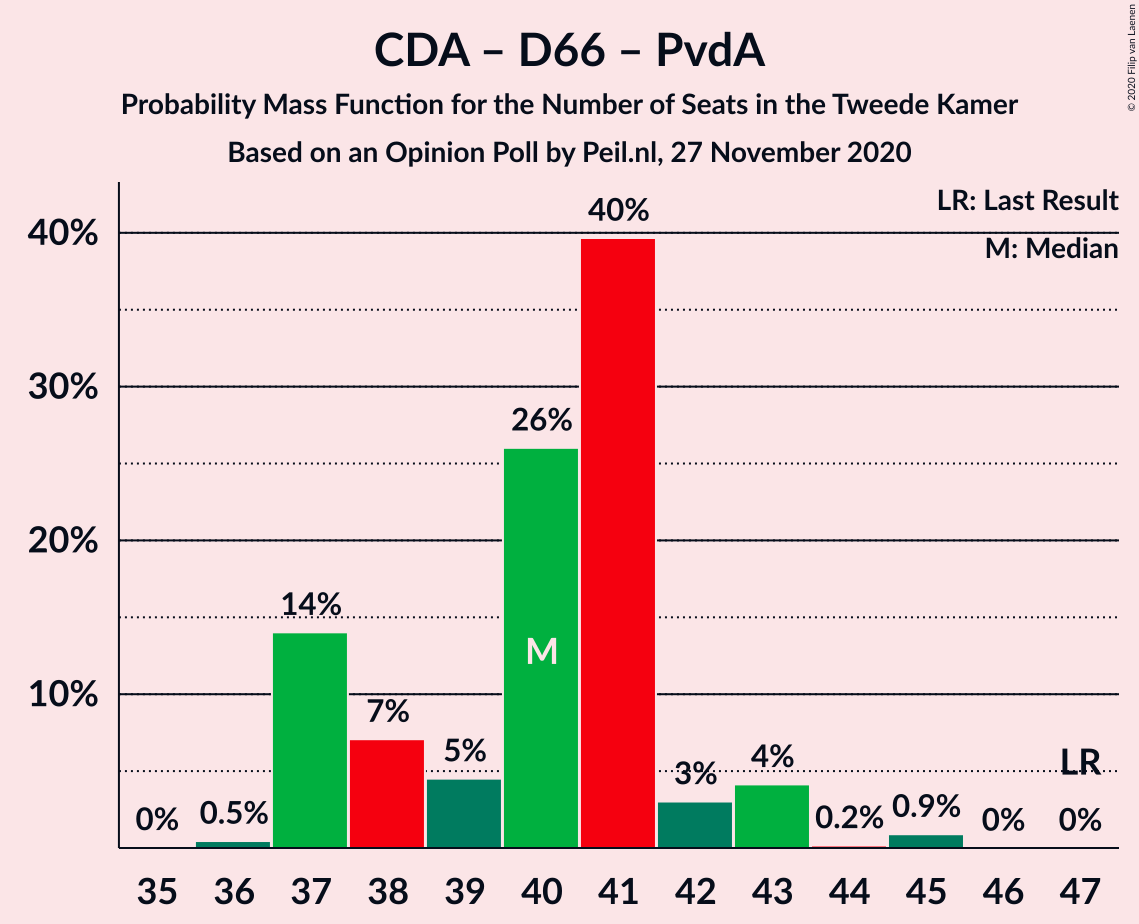 CDA – D66 – PvdA
Probability Mass Function for the Number of Seats in the Tweede Kamer
Based on an Opinion Poll by Peil.nl, 27 November 2020
© 2020 Filip van Laenen
LR: Last Result
M: Median
40%
30%
20%
10%
0%
0.5%
14%
7%
5%
26%
40%
3%
4%
0.2%
0.9%
0%
0%
M
LR
35 36 37 38 39 40 41 42 43 44 45 46 47